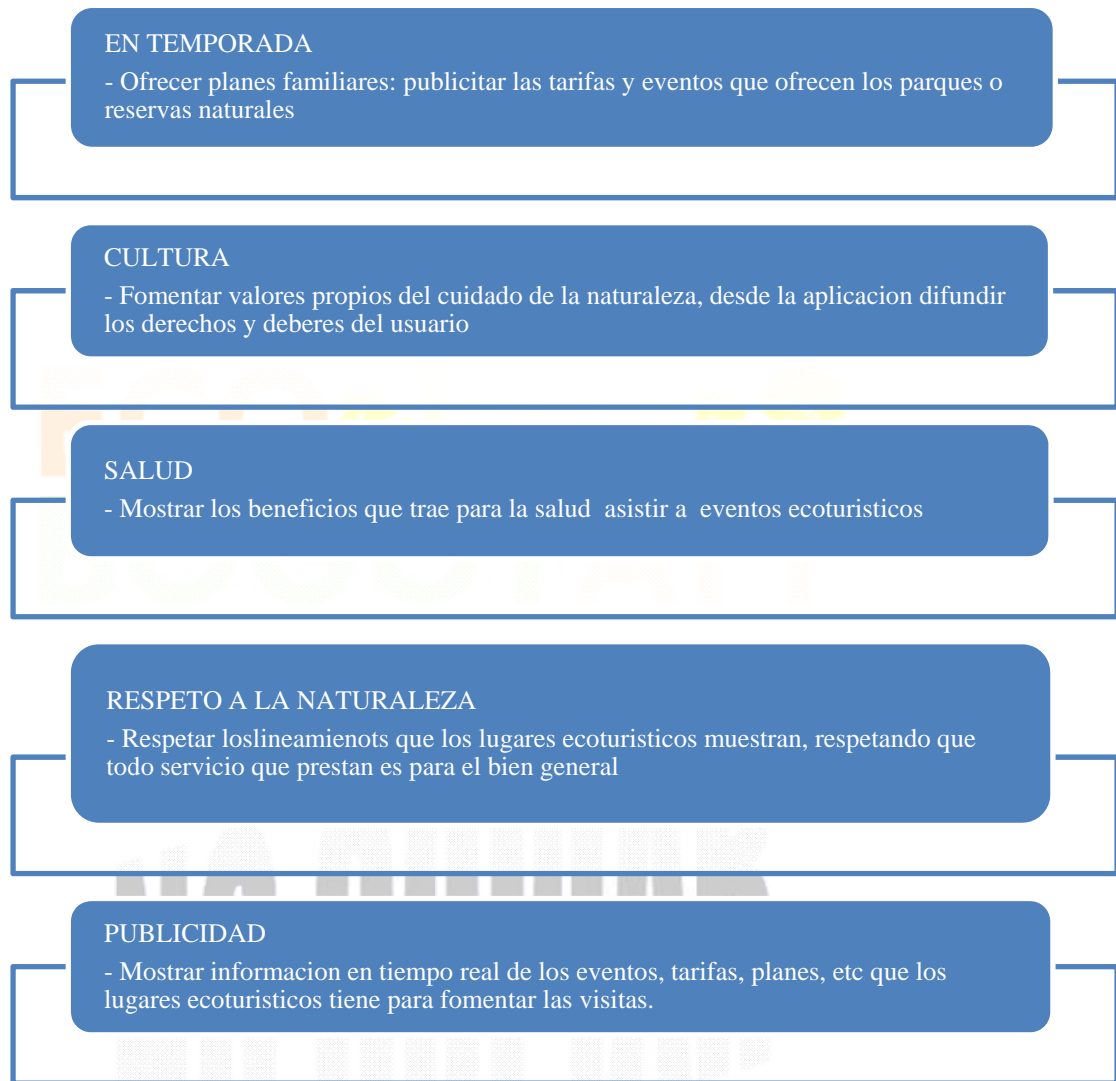 EN TEMPORADA
- Ofrecer planes familiares: publicitar las tarifas y eventos que ofrecen los parques o
reservas naturales
CULTURA
- Fomentar valores propios del cuidado de la naturaleza, desde la aplicacion difundir
los derechos y deberes del usuario
SALUD
- Mostrar los beneficios que trae para la salud  asistir a  eventos ecoturisticos
RESPETO A LA NATURALEZA
- Respetar loslineamienots que los lugares ecoturisticos muestran, respetando que
todo servicio que prestan es para el bien general
PUBLICIDAD
- Mostrar informacion en tiempo real de los eventos, tarifas, planes, etc que los
lugares ecoturisticos tiene para fomentar las visitas.